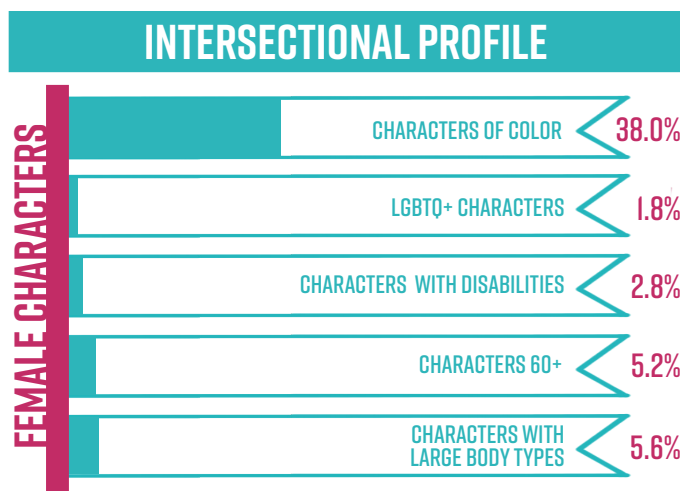 INTERSECTIONAL PROFILE
FEMALE CHARACTERS
CHARACTERS OF COLOR 38.0%
LGBTQ+ CHARACTERS 1.8%
CHARACTERS WITH DISABILITIES 2.8%
CHARACTERS 60+ 5.2%
CHARACTERS WITH
LARGE BODY TYPES 5.6%